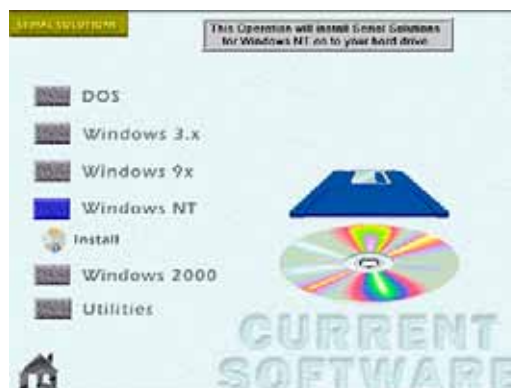 SERIAL SOLUTIONS
This Operation will install Serial Solutions
for Windows NT on to your hard drive
DOS
Windows 3.x
Windows 9x
Windows NT
Install
Windows 2000
Utilities
CURRENT
SOFTWARE